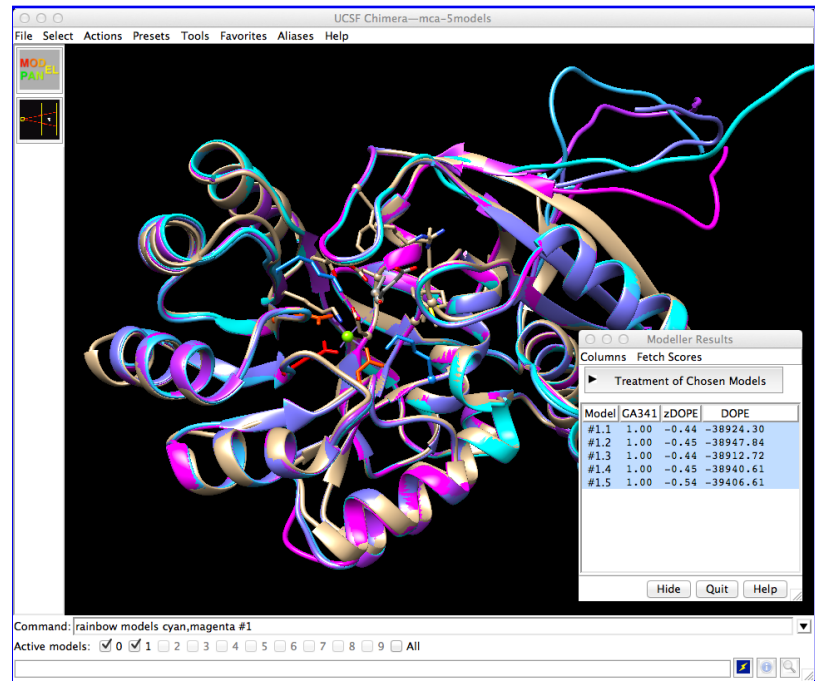 UCSF Chimera—mca-5models
File Select Actions Presets Tools Favorites Aliases Help
MODEL
PANEL
Modeller Results
Columns Fetch Scores
Treatment of Chosen Models
Model GA341 zDOPE DOPE
#1.1 1.00 -0.44 -38924.30
#1.2 1.00 -0.45 -38947.84
#1.3 1.00 -0.44 -38912.72
#1.4 1.00 -0.45 -38940.61
#1.5 1.00 -0.54 -39406.61
Hide Quit Help
Command: rainbow models cyan,magenta #1
Active models: 0 1 2 3 4 5 6 7 8 9 All